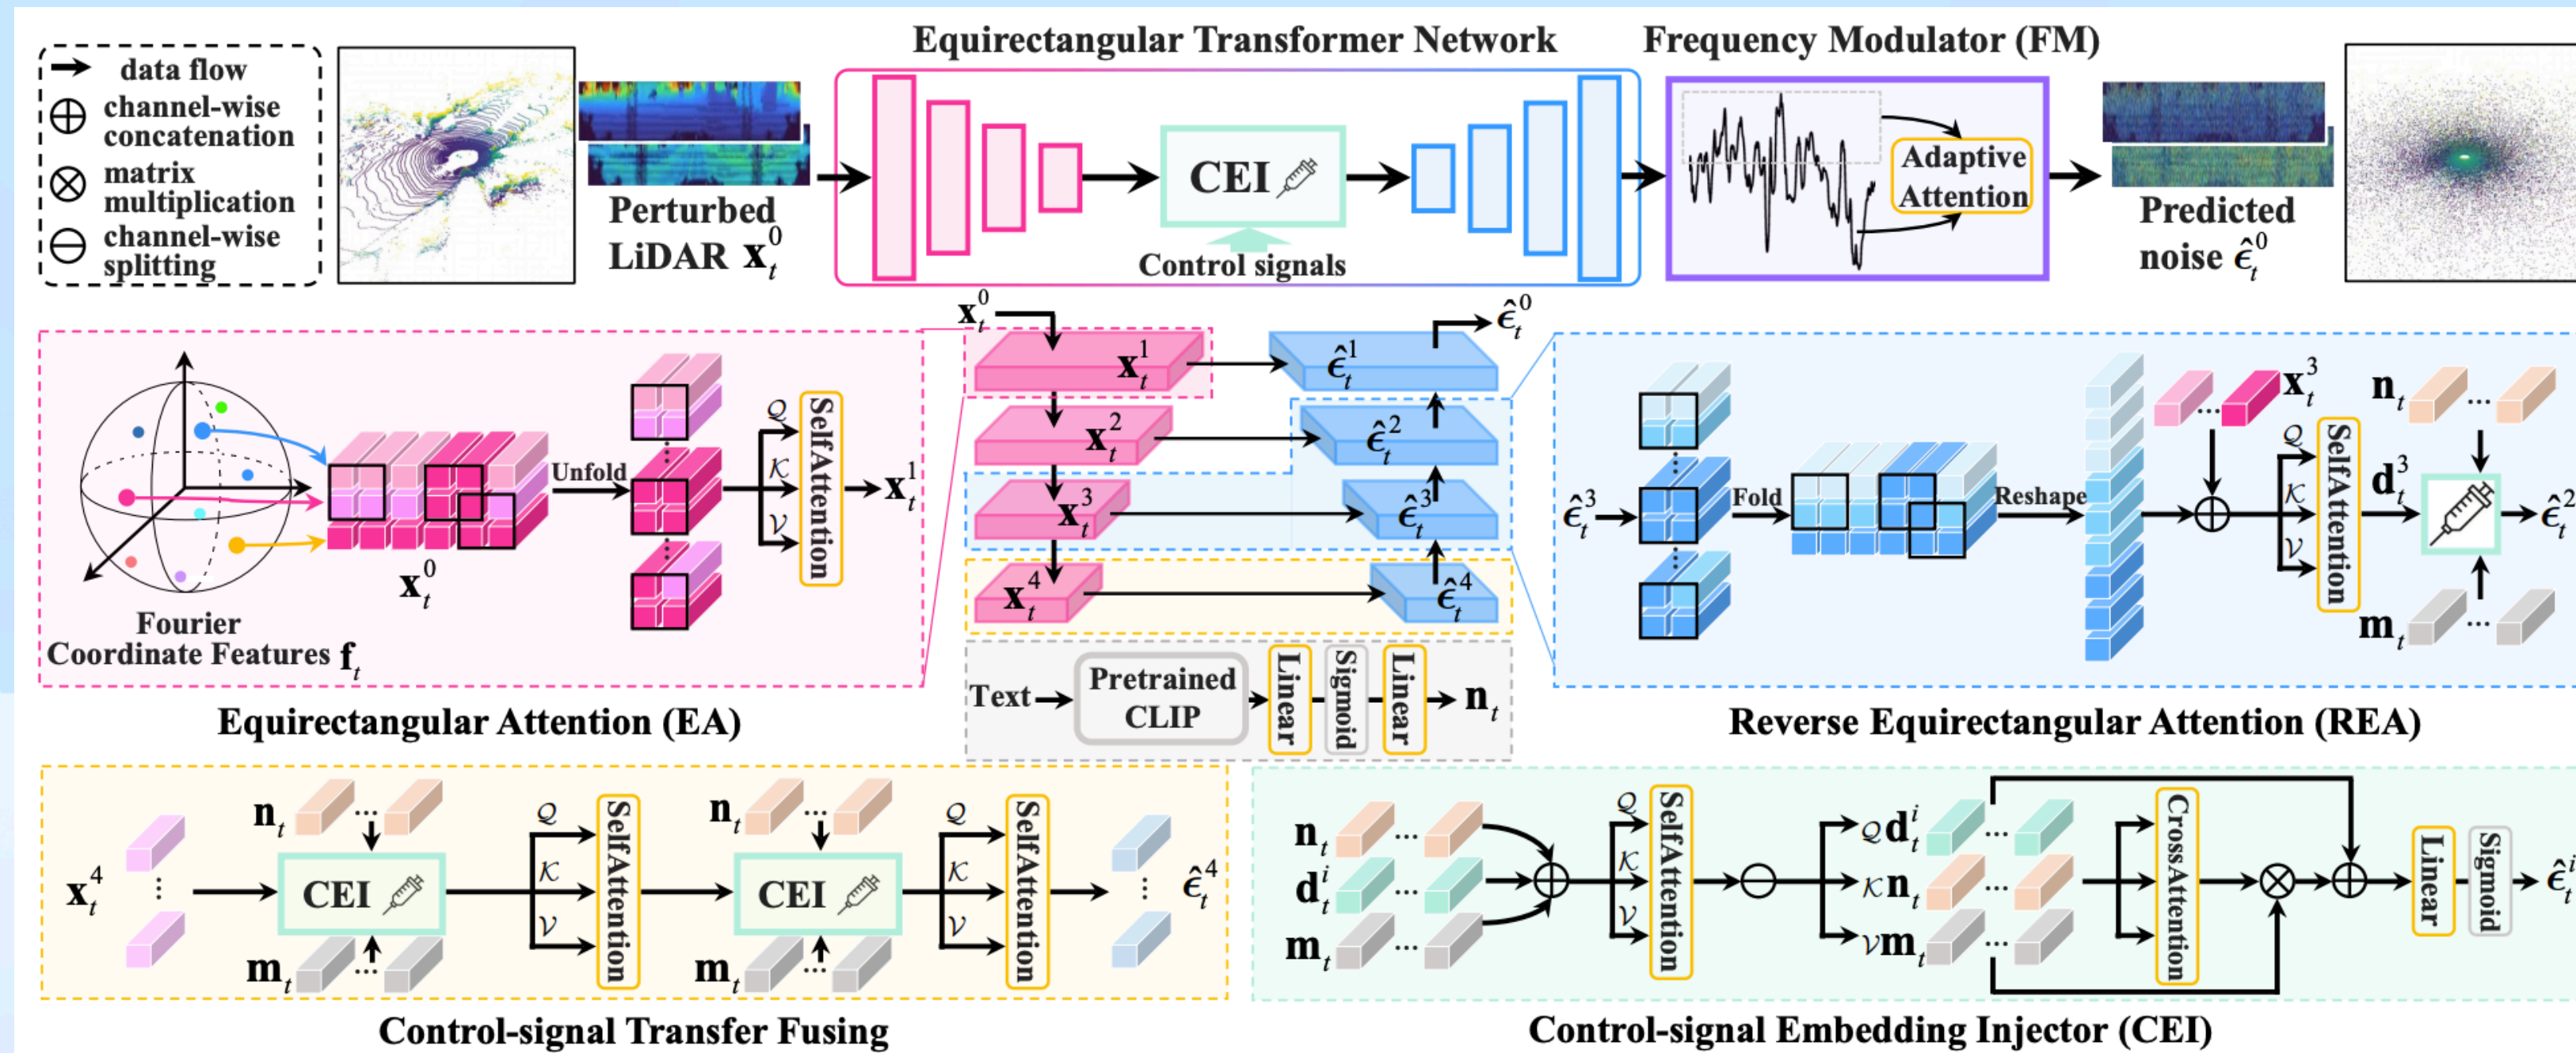 data flow
channel-wise
concatenation
matrix
multiplication
channel-wise
splitting
Perturbed
LiDAR x_t^0
Equirectangular Transformer Network
CEI
Control signals
Frequency Modulator (FM)
Adaptive
Attention
Predicted
noise ε̂_t^0
Fourier
Coordinate Features f_t
x_t^0
Unfold
Q
K
V
SelfAttention
x_t^1
Equirectangular Attention (EA)
x_t^0
ε̂_t^0
x_t^1
ε̂_t^1
x_t^2
ε̂_t^2
x_t^3
ε̂_t^3
x_t^4
ε̂_t^4
Text
Pretrained
CLIP
Linear
Sigmoid
Linear
n_t
ε̂_t^3
Fold
Reshape
... x_t^3
Q
K
V
SelfAttention
d_t^3
n_t ...
m_t ...
ε̂_t^2
Reverse Equirectangular Attention (REA)
x_t^4
n_t ...
CEI
m_t ...
Q
K
V
SelfAttention
n_t ...
CEI
m_t ...
Q
K
V
SelfAttention
ε̂_t^4
Control-signal Transfer Fusing
n_t ...
d_t^i ...
m_t ...
Q
K
V
SelfAttention
Q d_t^i ...
K n_t ...
V m_t ...
CrossAttention
Linear
Sigmoid
ε̂_t^i
Control-signal Embedding Injector (CEI)